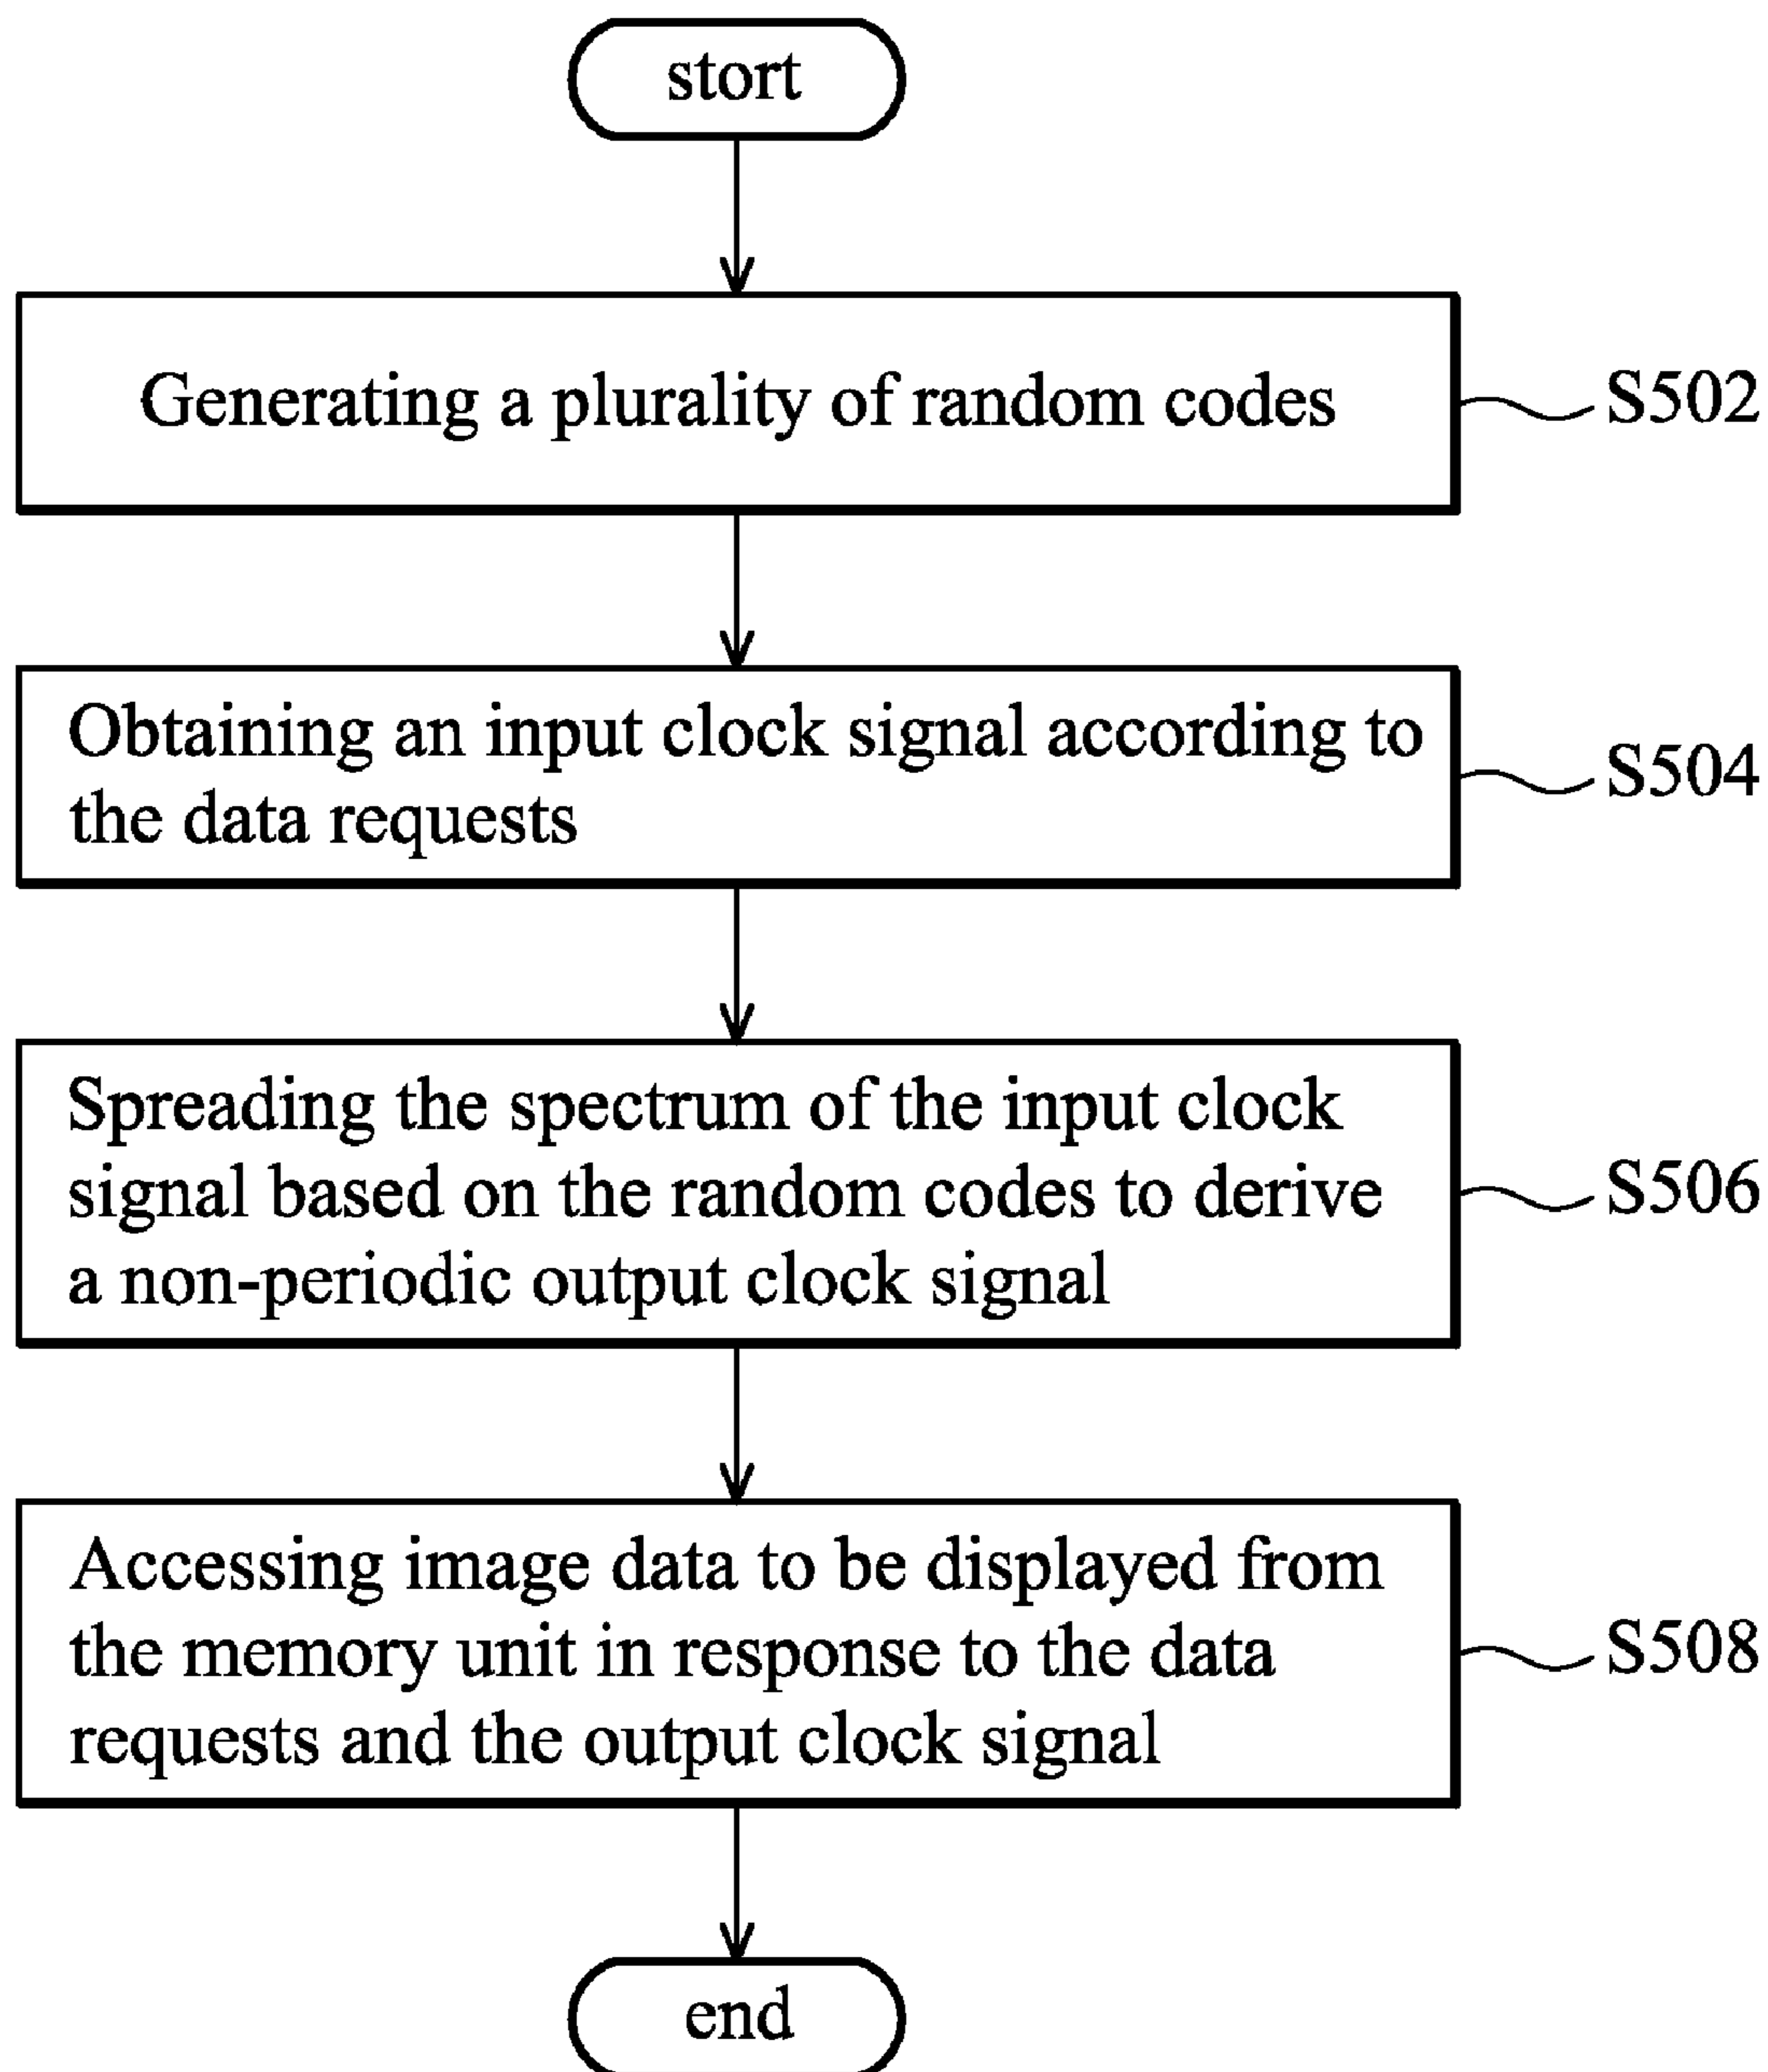 stort
Generating a plurality of random codes
S502
Obtaining an input clock signal according to
the data requests
S504
Spreading the spectrum of the input clock
signal based on the random codes to derive
a non-periodic output clock signal
S506
Accessing image data to be displayed from
the memory unit in response to the data
requests and the output clock signal
S508
end